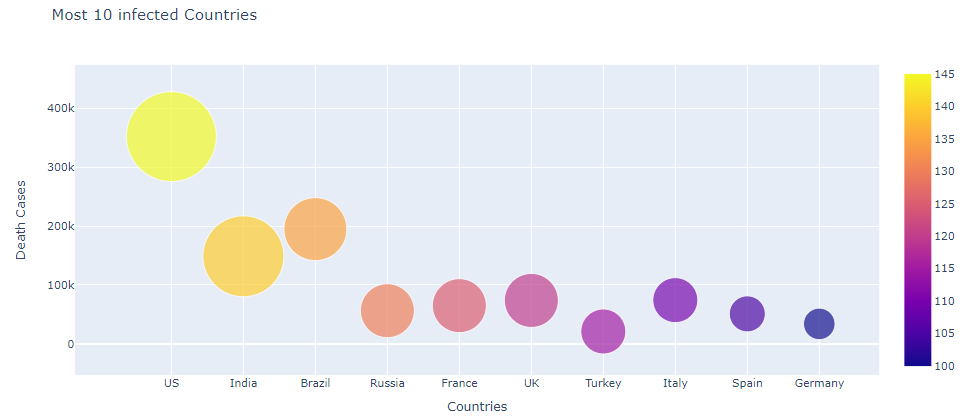 Most 10 infected Countries
Death Cases
400k
300k
200k
100k
0
US India Brazil Russia France UK Turkey Italy Spain Germany
Countries
145
140
135
130
125
120
115
110
105
100